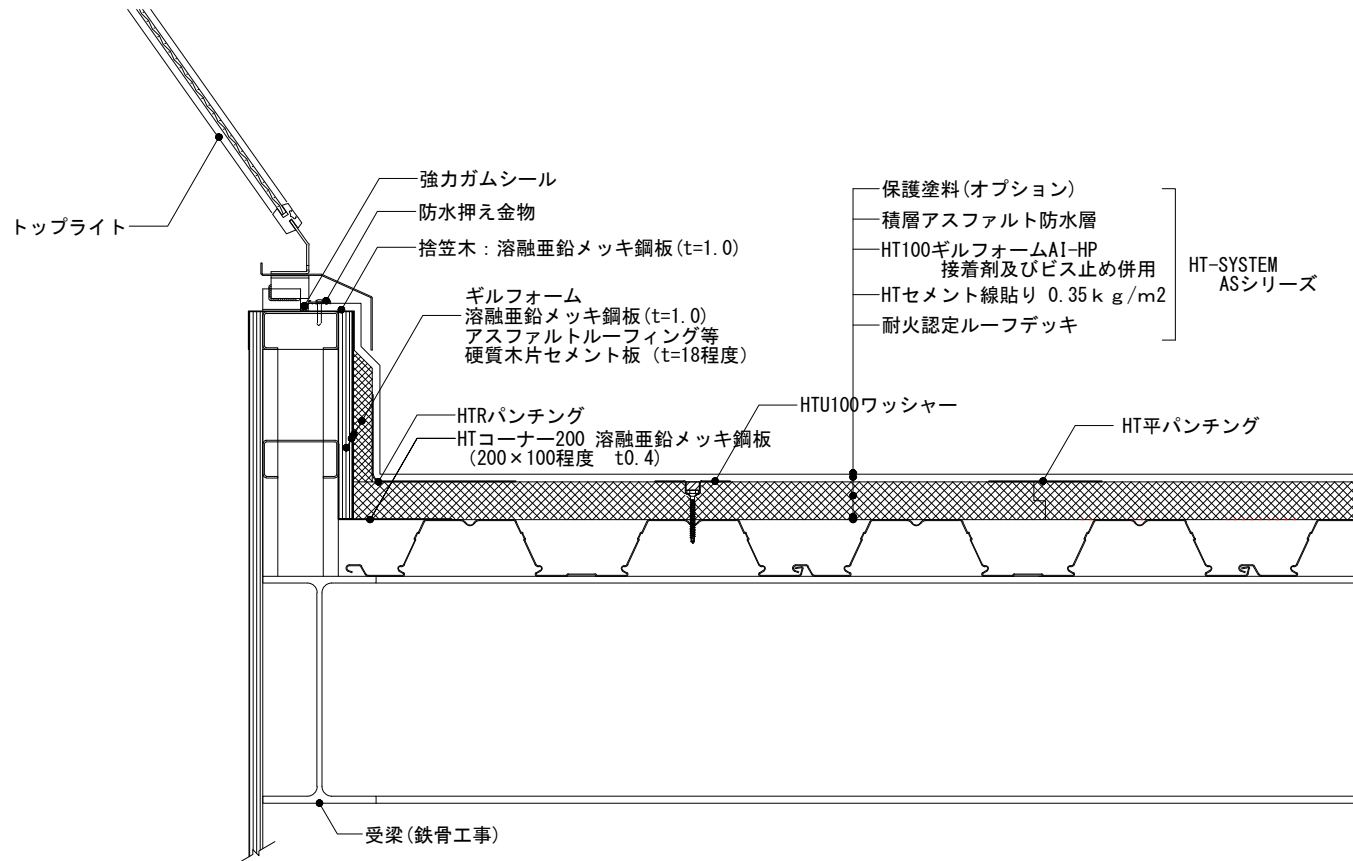 トップライト
強力ガムシール
防水押え金物
捨笠木：溶融亜鉛メッキ鋼板(t=1.0)
ギルフォーム
溶融亜鉛メッキ鋼板(t=1.0)
アスファルトルーフィング等
硬質木片セメント板 (t=18程度)
HTRパンチング
HTコーナー200 溶融亜鉛メッキ鋼板
(200×100程度 t0.4)
HTU100ワッシャー
保護塗料(オプション)
積層アスファルト防水層
HT100ギルフォームAI-HP
接着剤及びビス止め併用
HTセメント線貼り 0.35ｋｇ/m2
耐火認定ルーフデッキ
HT-SYSTEM
ASシリーズ
HT平パンチング
受梁(鉄骨工事)